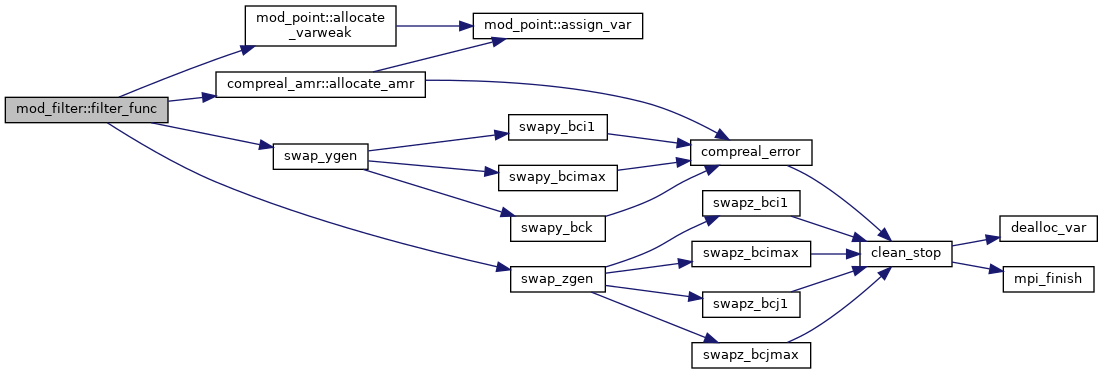 mod_point::allocate
_varweak
mod_point::assign_var
compreal_amr::allocate_amr
mod_filter::filter_func
swapy_bci1
swap_ygen
compreal_error
swapy_bcimax
swapz_bci1
swapy_bck
dealloc_var
swapz_bcimax
clean_stop
swap_zgen
mpi_finish
swapz_bcj1
swapz_bcjmax